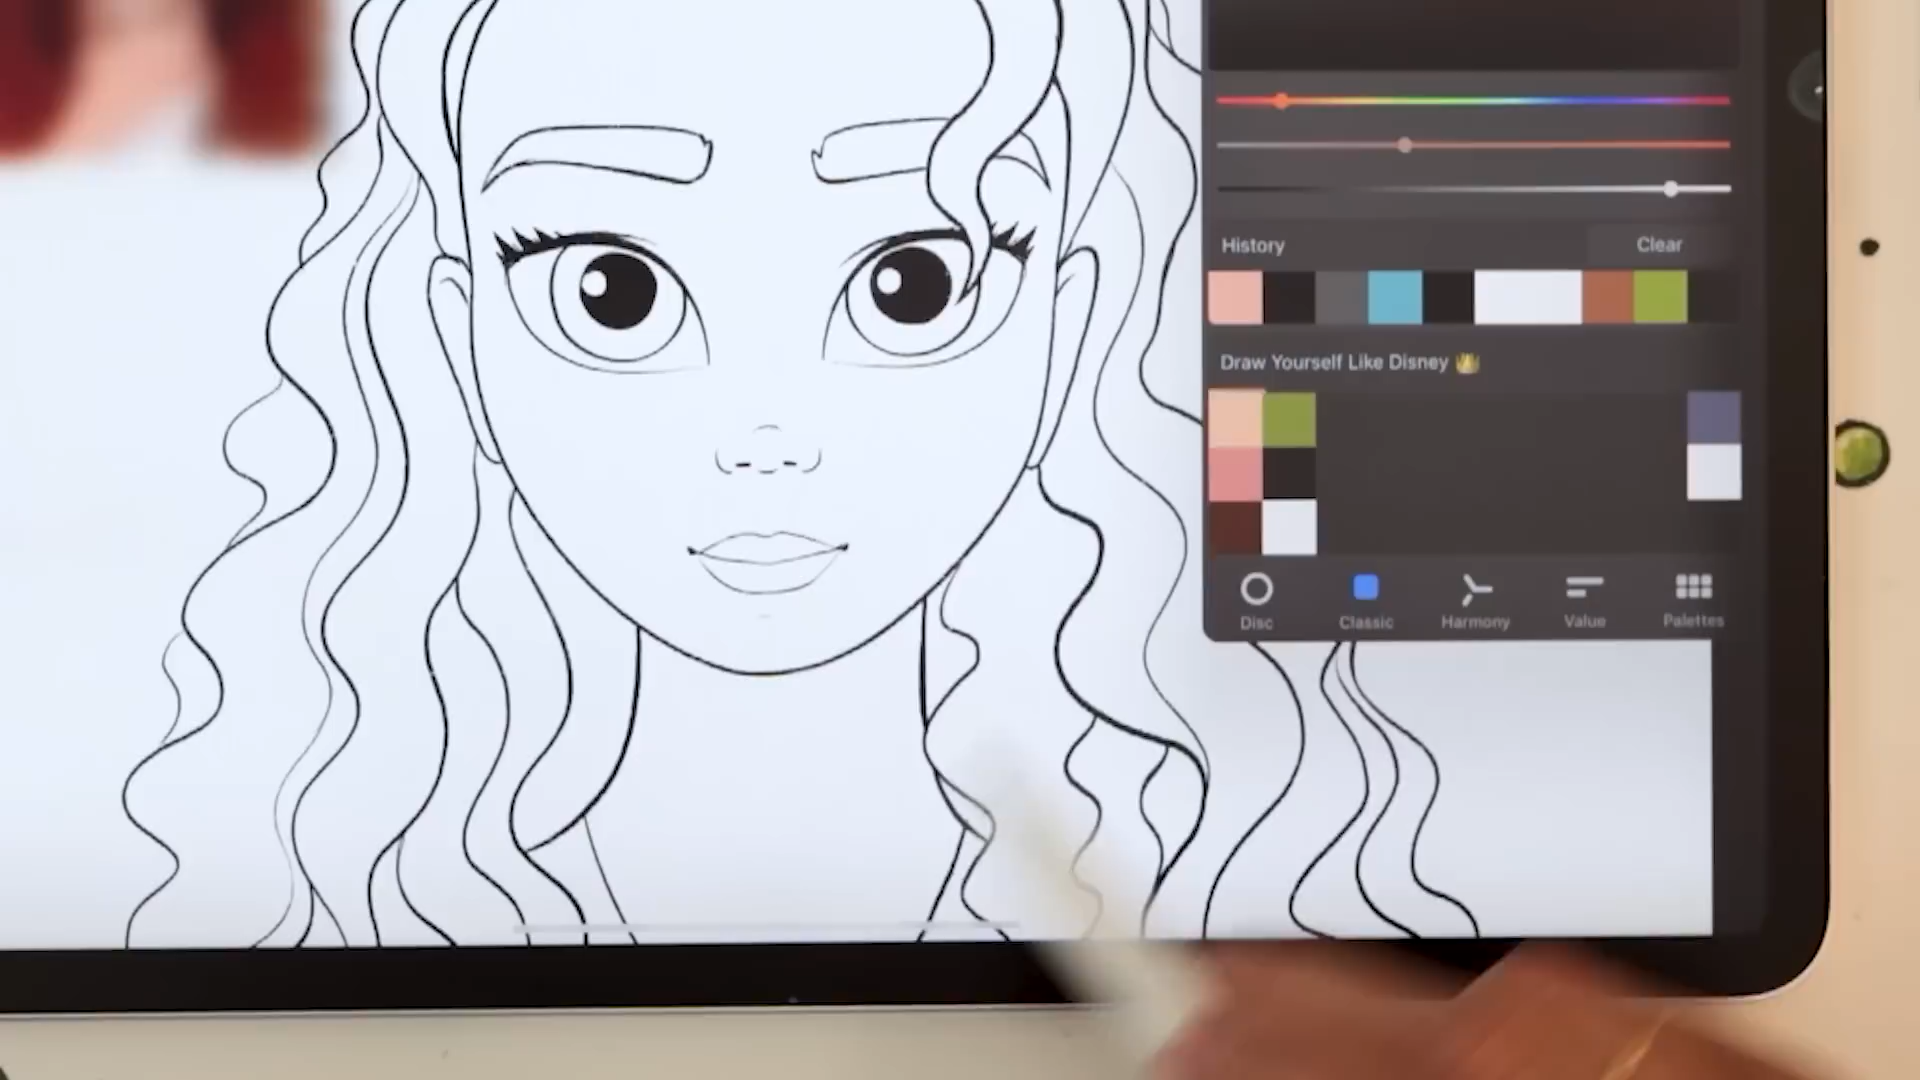 History Clear
Draw Yourself Like Disney 👑
Disc Classic Harmony Value Palettes